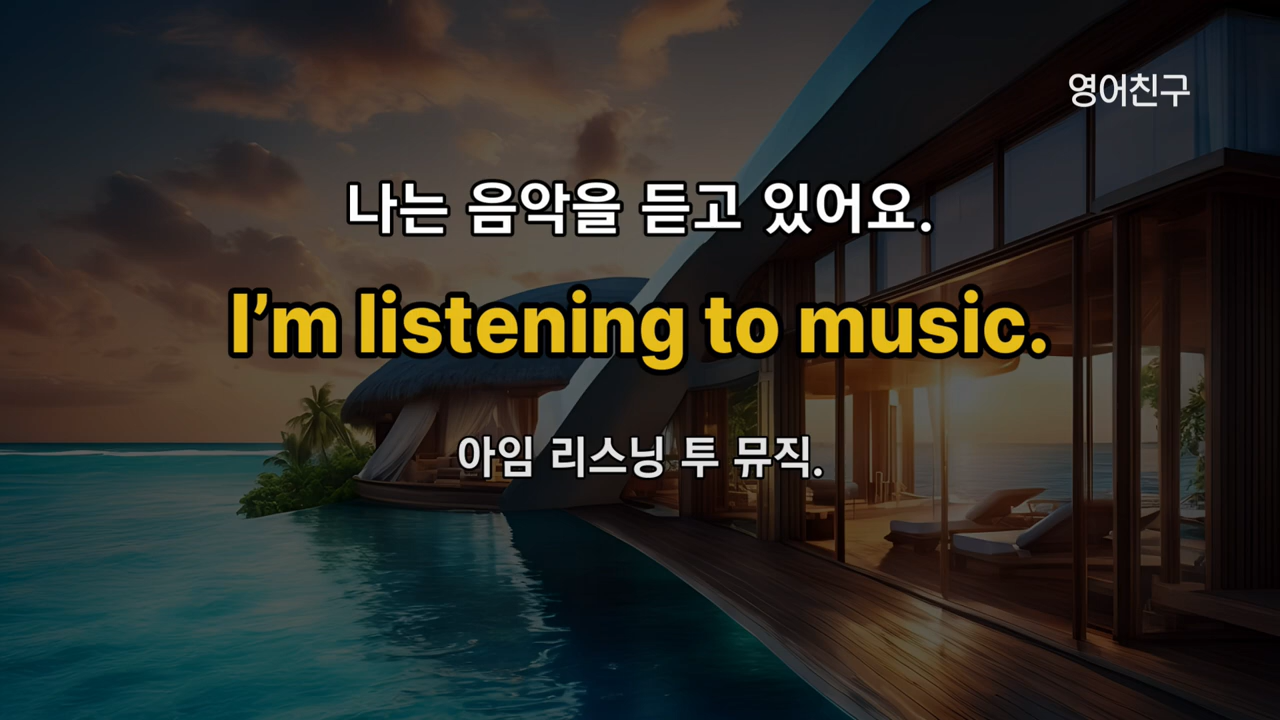 영어친구
나는 음악을 듣고 있어요.
I’m listening to music.
아임 리스닝 투 뮤직.